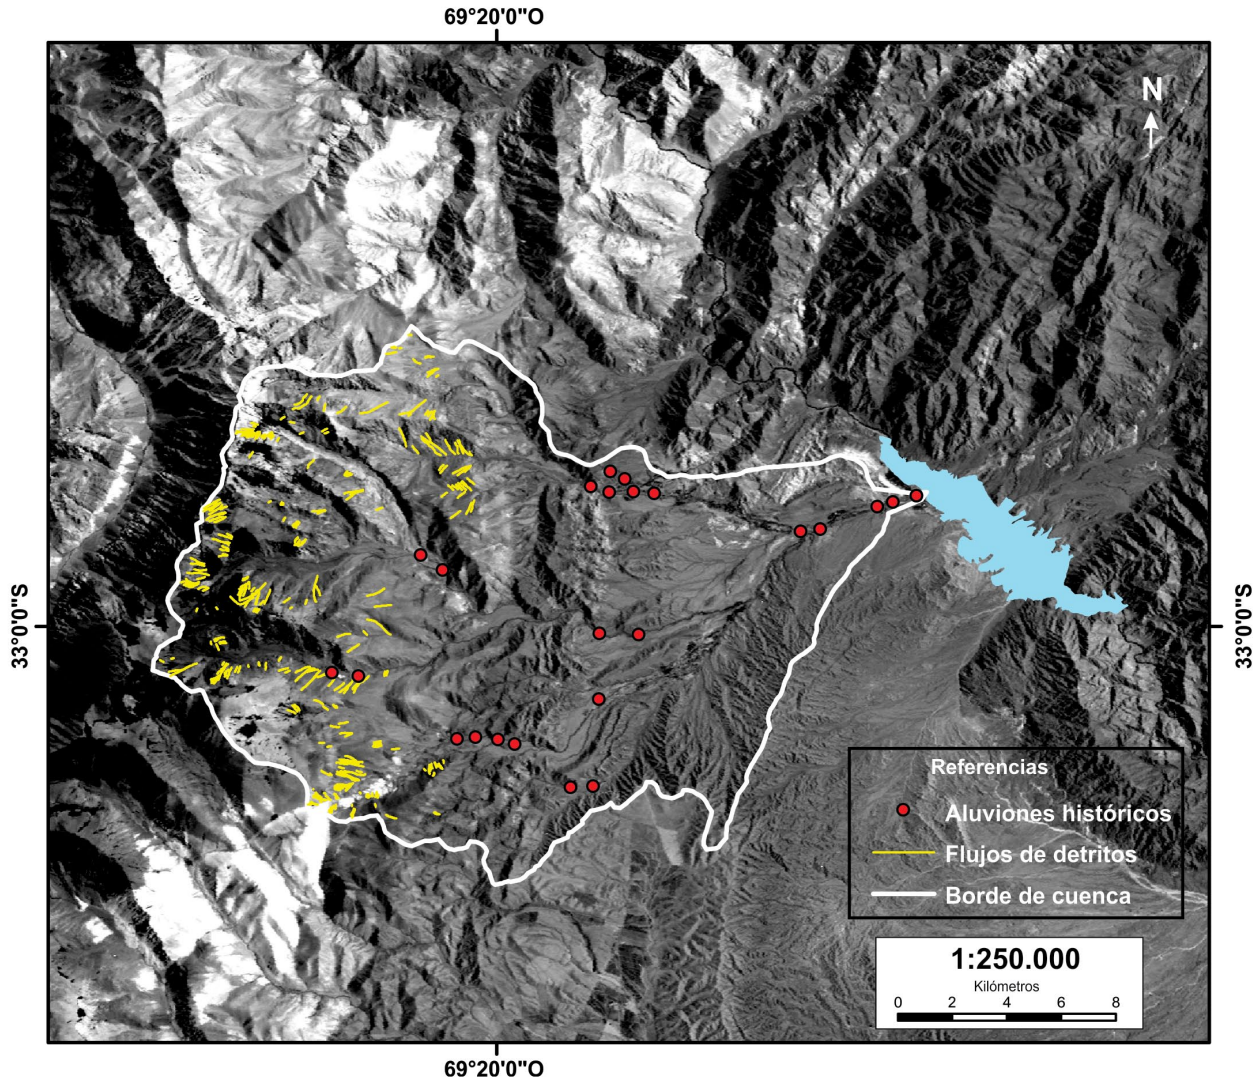 69°20'0"O
N
33°0'0"S
33°0'0"S
Referencias
Aluviones históricos
Flujos de detritos
Borde de cuenca
1:250.000
Kilómetros
0 2 4 6 8
69°20'0"O